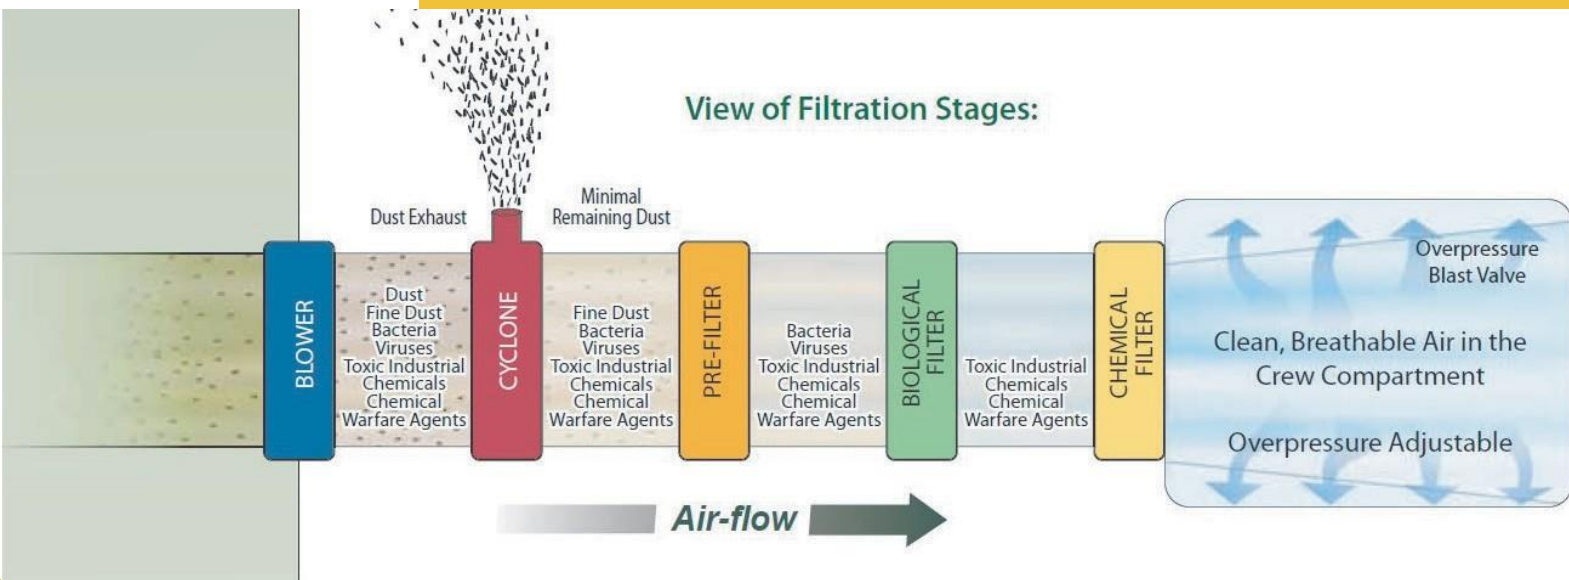 View of Filtration Stages:
Dust Exhaust
Minimal
Remaining Dust
BLOWER
Dust
Fine Dust
Bacteria
Viruses
Toxic Industrial
Chemicals
Chemical
Warfare Agents
CYCLONE
Fine Dust
Bacteria
Viruses
Toxic Industrial
Chemicals
Chemical
Warfare Agents
PRE-FILTER
Bacteria
Viruses
Toxic Industrial
Chemicals
Chemical
Warfare Agents
BIOLOGICAL
FILTER
Toxic Industrial
Chemicals
Chemical
Warfare Agents
CHEMICAL
FILTER
Overpressure
Blast Valve
Clean, Breathable Air in the
Crew Compartment
Overpressure Adjustable
Air-flow